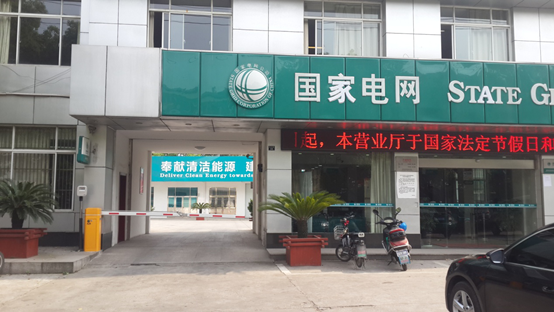 国家电网 STATE G
起，本营业厅于国家法定节假日和
奉献清洁能源 建
Deliver Clean Energy towards